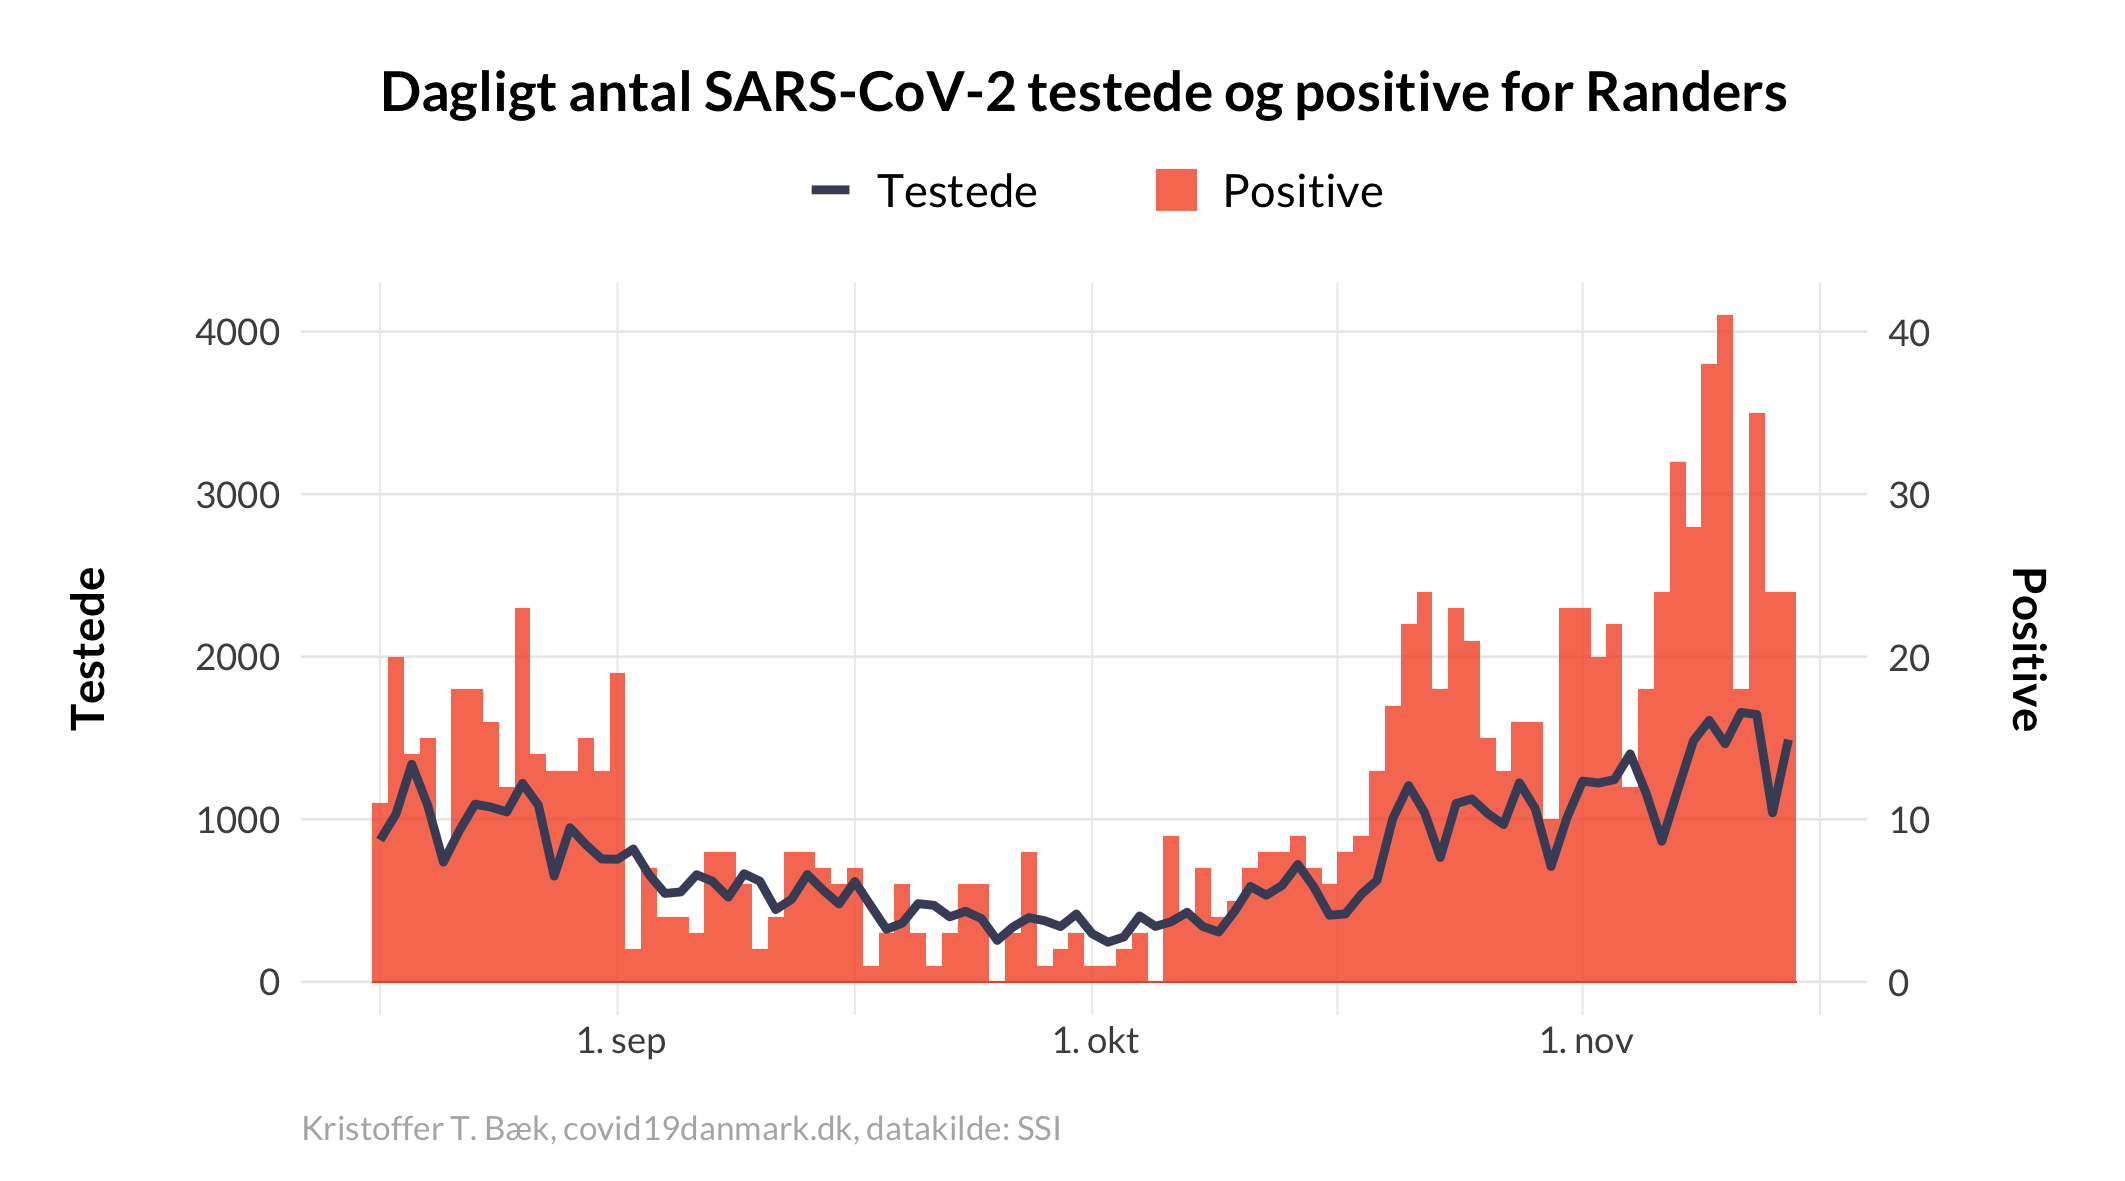 Dagligt antal SARS-CoV-2 testede og positive for Randers
Testede Positive
4000 40
3000 30
2000 20
1000 10
0 0
Testede
Positive
1. sep 1. okt 1. nov
Kristoffer T. Bæk, covid19danmark.dk, datakilde: SSI